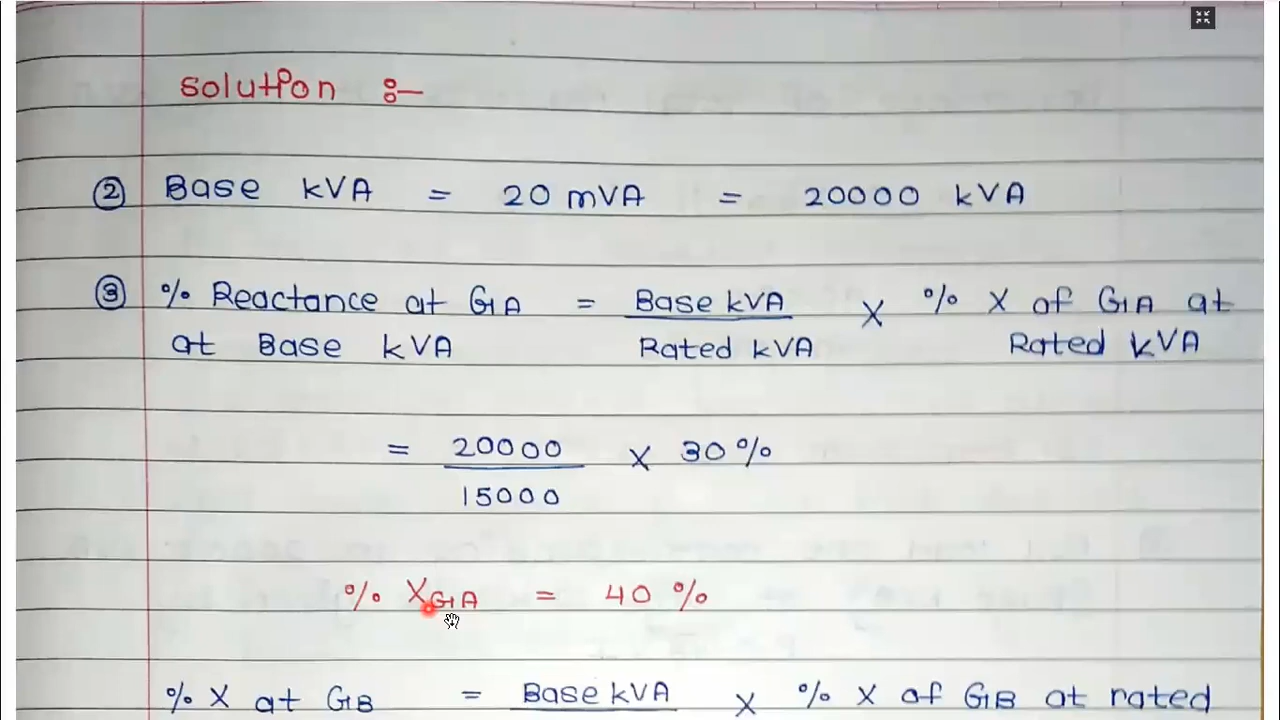 Solution :-
② Base kVA = 20 mVA = 20000 kVA
③ % Reactance at GA = Base kVA / Rated kVA × % X of GA at
at Base kVA Rated kVA
= 20000 / 15000 × 30 %
% XGA = 40 %
% X at GB = Base kVA × % X of GB at rated